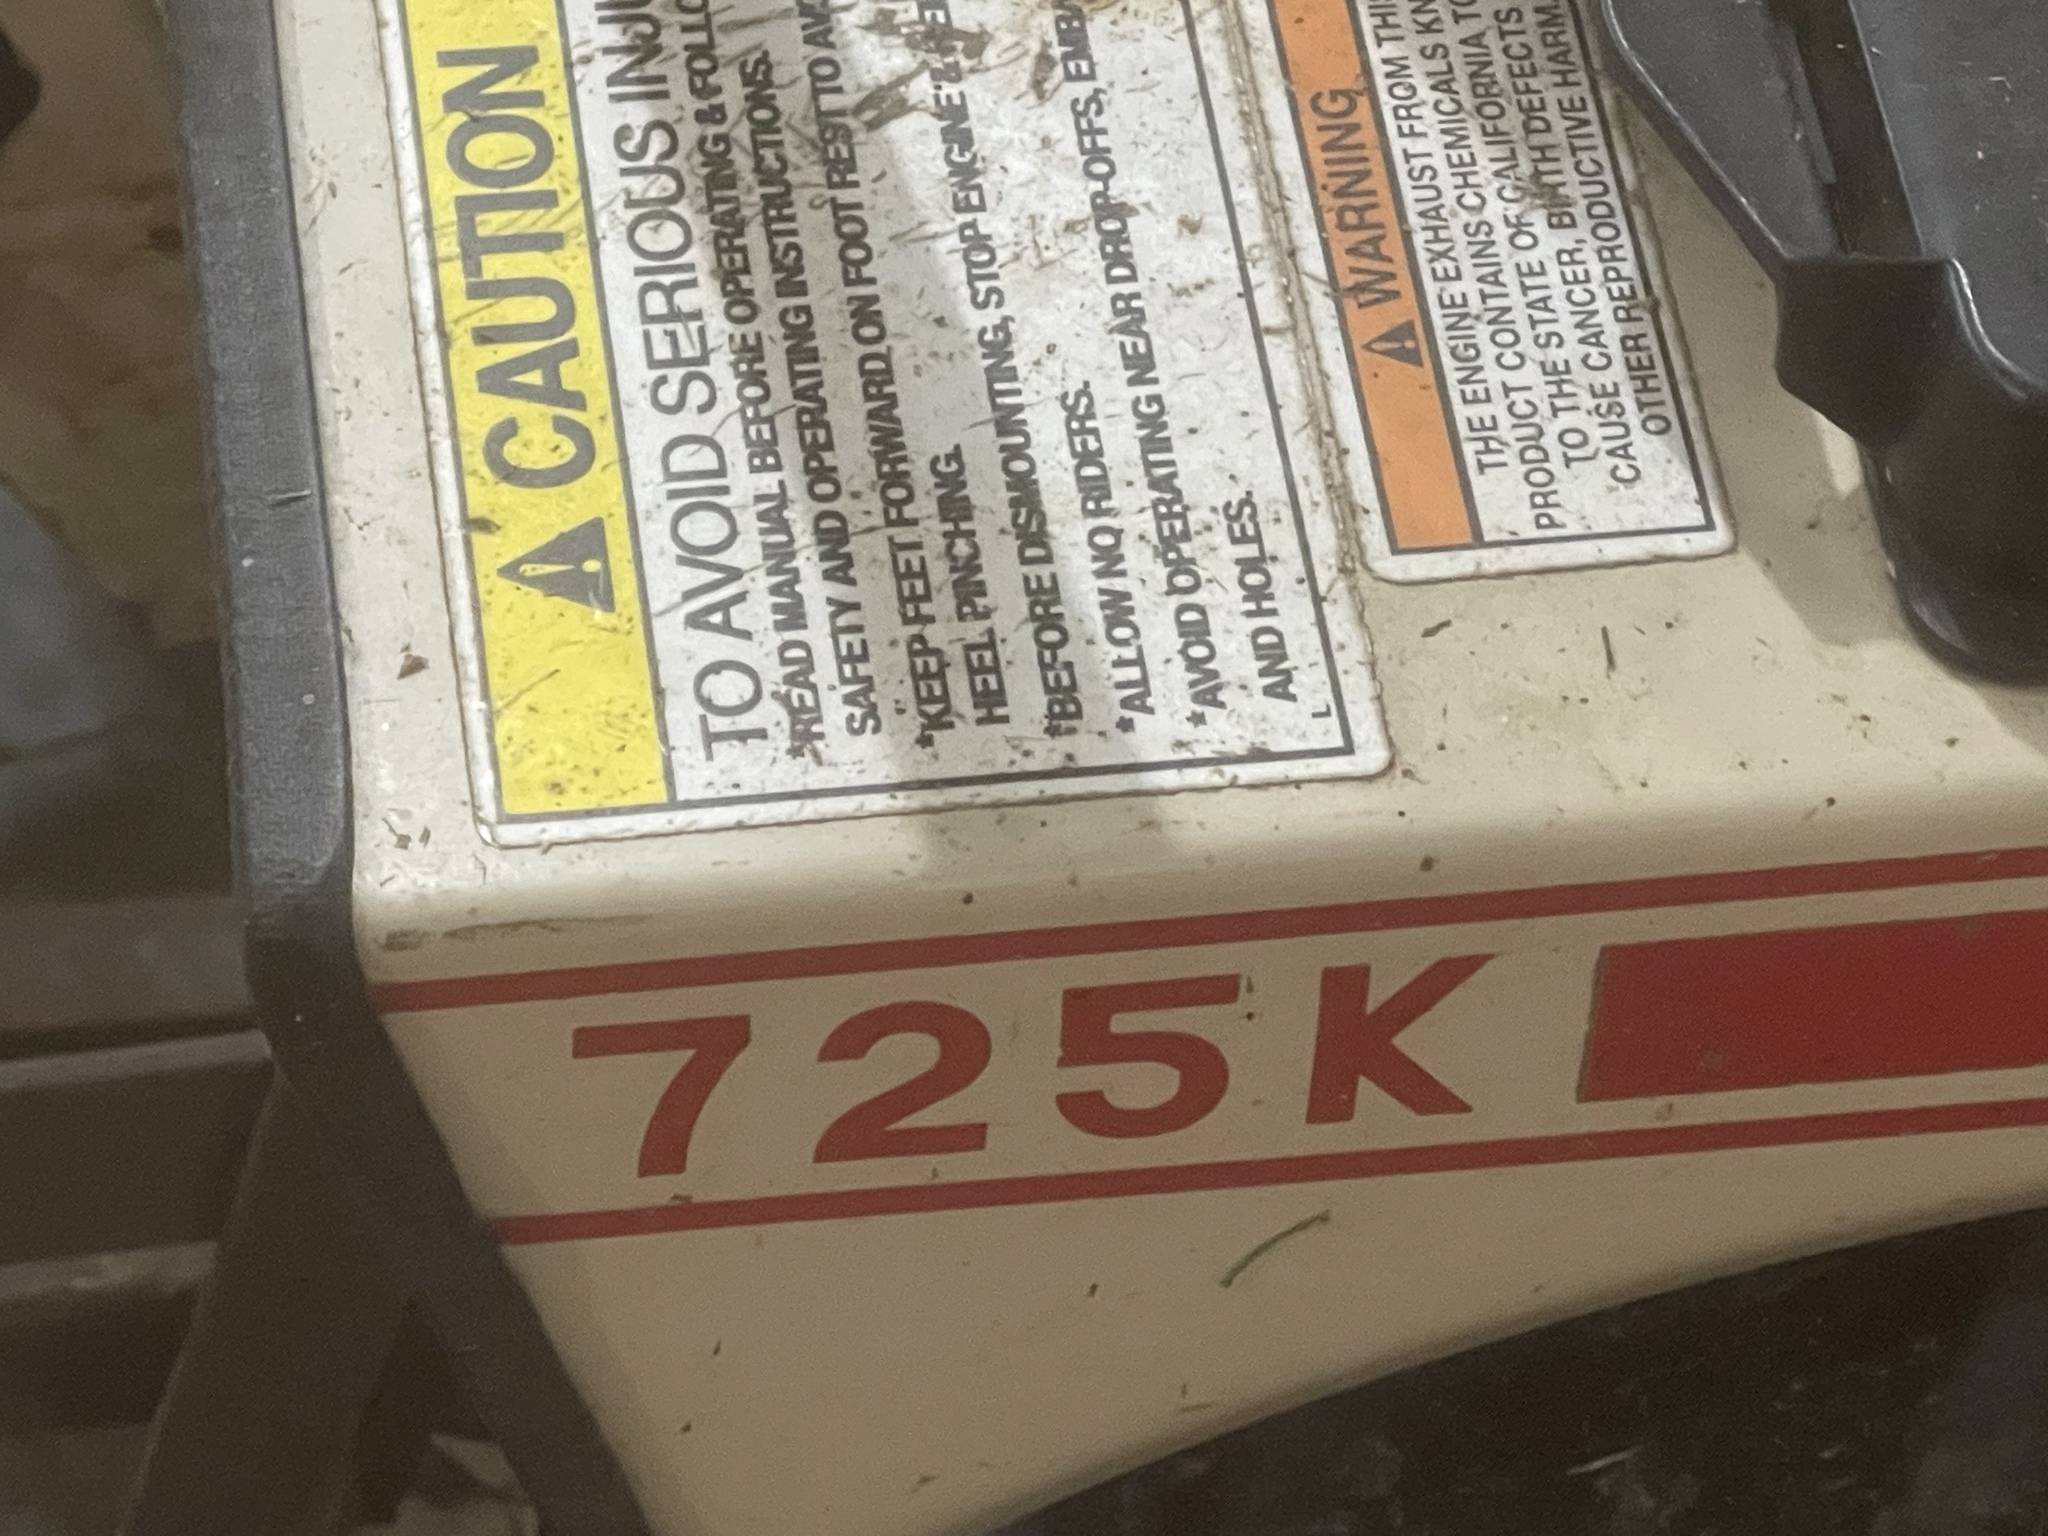 CAUTION
TO AVOID SERIOUS
*READ MANUAL BEFORE OPERATING &
SAFETY AND OPERATING INSTRUCTIONS.
*KEEP FEET FORWARD ON FOOT REST TO
HEEL PINCHING.
*BEFORE DISMOUNTING, STOP ENGINE &
*ALLOW NO RIDERS.
*AVOID OPERATING NEAR DROP-OFFS,
AND HOLES.
L
WARNING
THE ENGINE EXHAUST FROM THIS
PRODUCT CONTAINS CHEMICALS
TO THE STATE OF CALIFORNIA TO
CAUSE CANCER, BIRTH DEFECTS
OTHER REPRODUCTIVE HARM.
725K